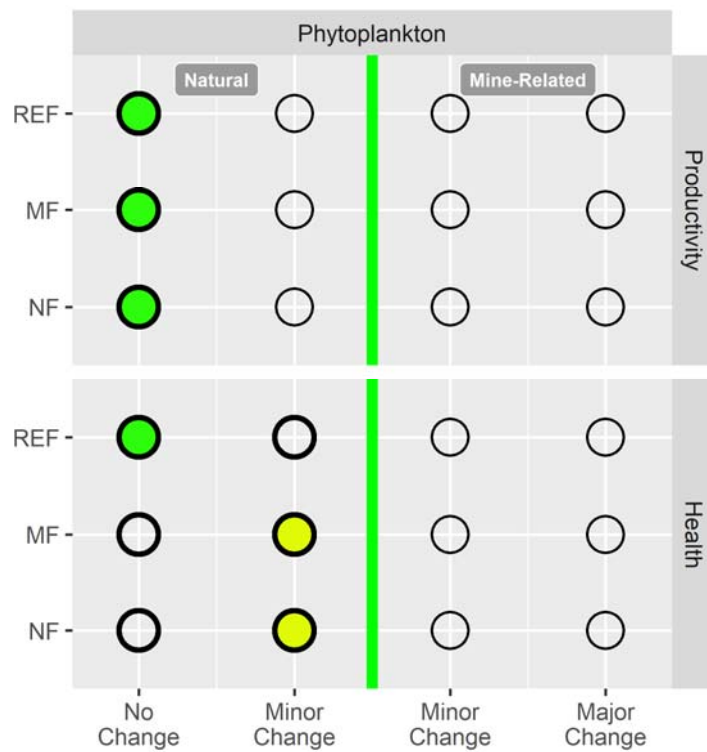 Phytoplankton
Natural
Mine-Related
REF
MF
NF
Productivity
REF
MF
NF
Health
No
Change
Minor
Change
Minor
Change
Major
Change